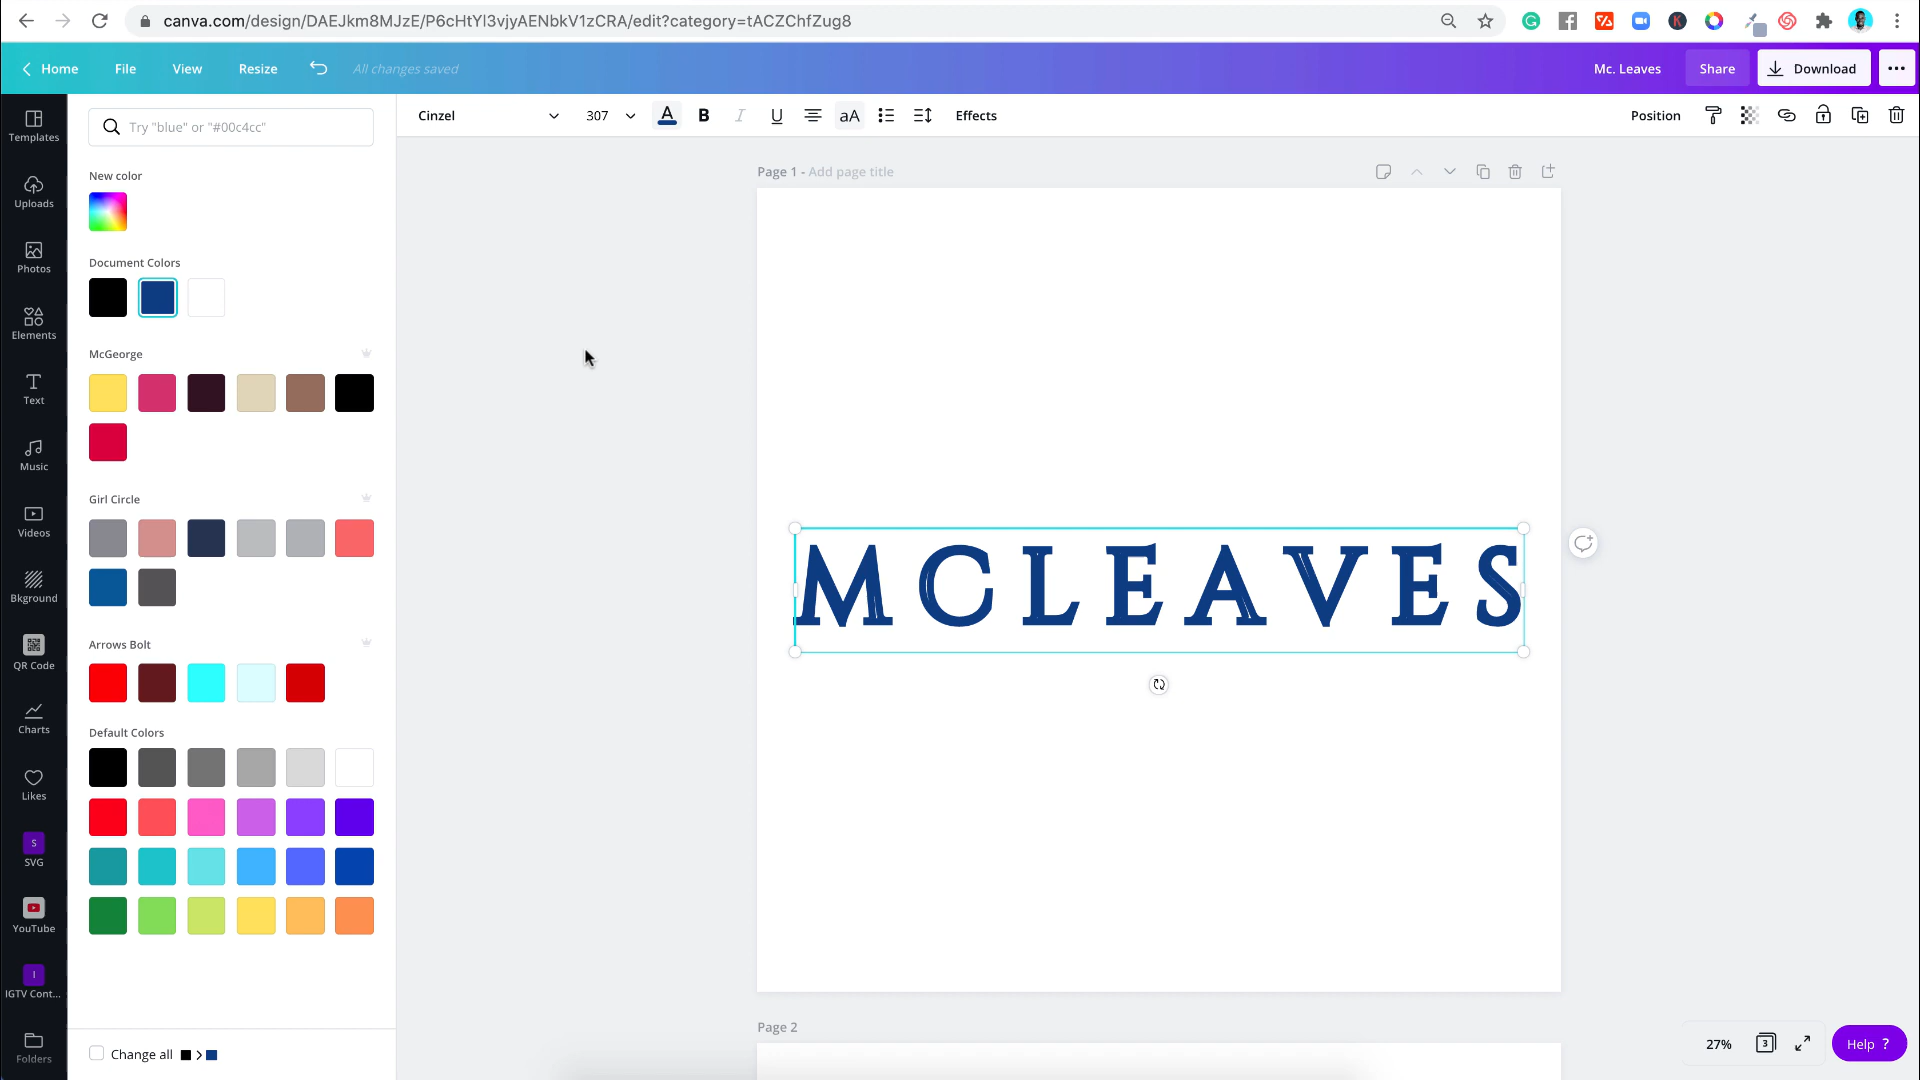 canva.com/design/DAEJkm8MJzE/P6cHtYl3vjyAENbkV1zCRA/edit?category=tACZChfZug8
Home File View Resize All changes saved Mc. Leaves Share Download
Cinzel 307 A B I U aA Effects Position
Templates
Uploads
Photos
Elements
Text
Music
Videos
Bkground
QR Code
Charts
Likes
S
SVG
YouTube
I
IGTV Cont...
Folders
Try "blue" or "#00c4cc"
New color
Document Colors
McGeorge
Girl Circle
Arrows Bolt
Default Colors
Change all
Page 1 - Add page title
MCLEAVES
Page 2
27% 3 Help ?